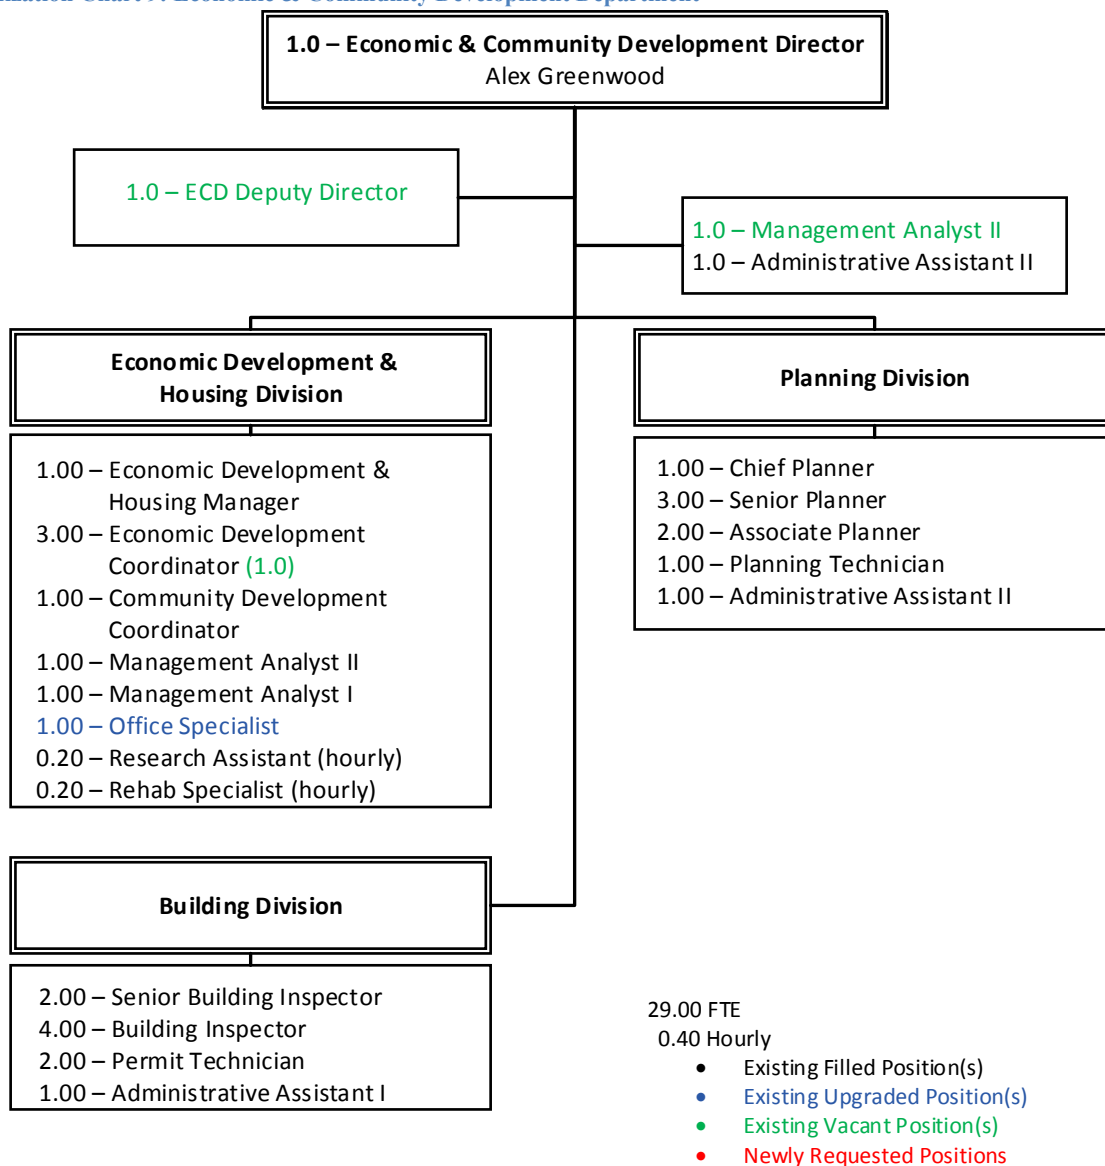 Chart 9: Economic & Community Development Department
1.0 – Economic & Community Development Director
Alex Greenwood
1.0 – ECD Deputy Director
1.0 – Management Analyst II
1.0 – Administrative Assistant II
Economic Development &
Housing Division
Planning Division
1.00 – Economic Development &
Housing Manager
3.00 – Economic Development
Coordinator (1.0)
1.00 – Community Development
Coordinator
1.00 – Management Analyst II
1.00 – Management Analyst I
1.00 – Office Specialist
0.20 – Research Assistant (hourly)
0.20 – Rehab Specialist (hourly)
1.00 – Chief Planner
3.00 – Senior Planner
2.00 – Associate Planner
1.00 – Planning Technician
1.00 – Administrative Assistant II
Building Division
2.00 – Senior Building Inspector
4.00 – Building Inspector
2.00 – Permit Technician
1.00 – Administrative Assistant I
29.00 FTE
0.40 Hourly
• Existing Filled Position(s)
• Existing Upgraded Position(s)
• Existing Vacant Position(s)
• Newly Requested Positions